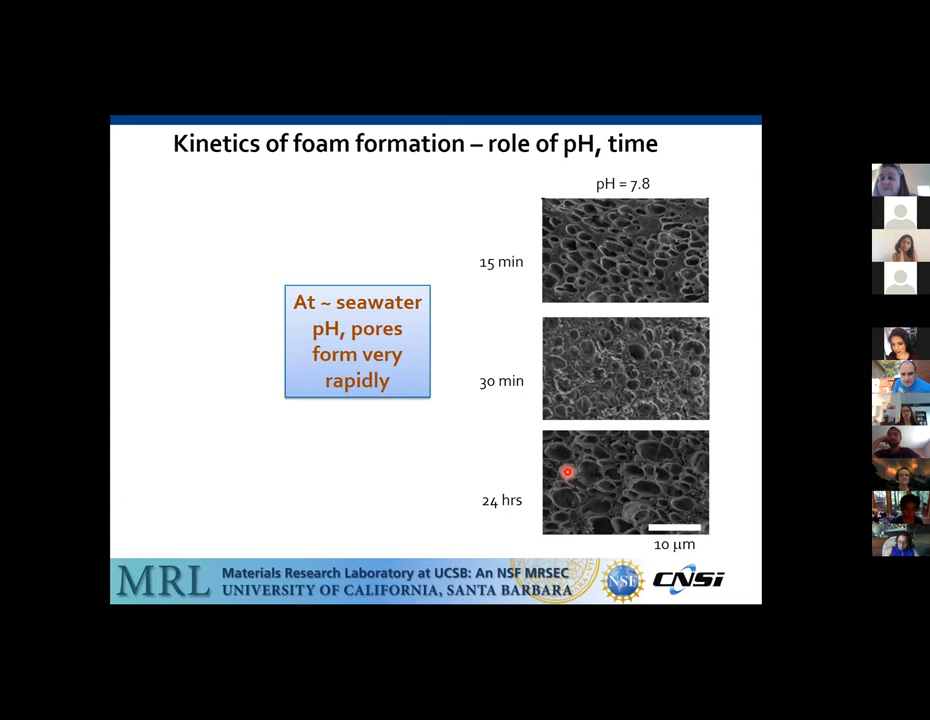 Kinetics of foam formation – role of pH, time
pH = 7.8
15 min
At ~ seawater
pH, pores
form very
rapidly
30 min
24 hrs
10 µm
MRL
Materials Research Laboratory at UCSB: An NSF MRSEC
UNIVERSITY OF CALIFORNIA, SANTA BARBARA
NSF
CNSi